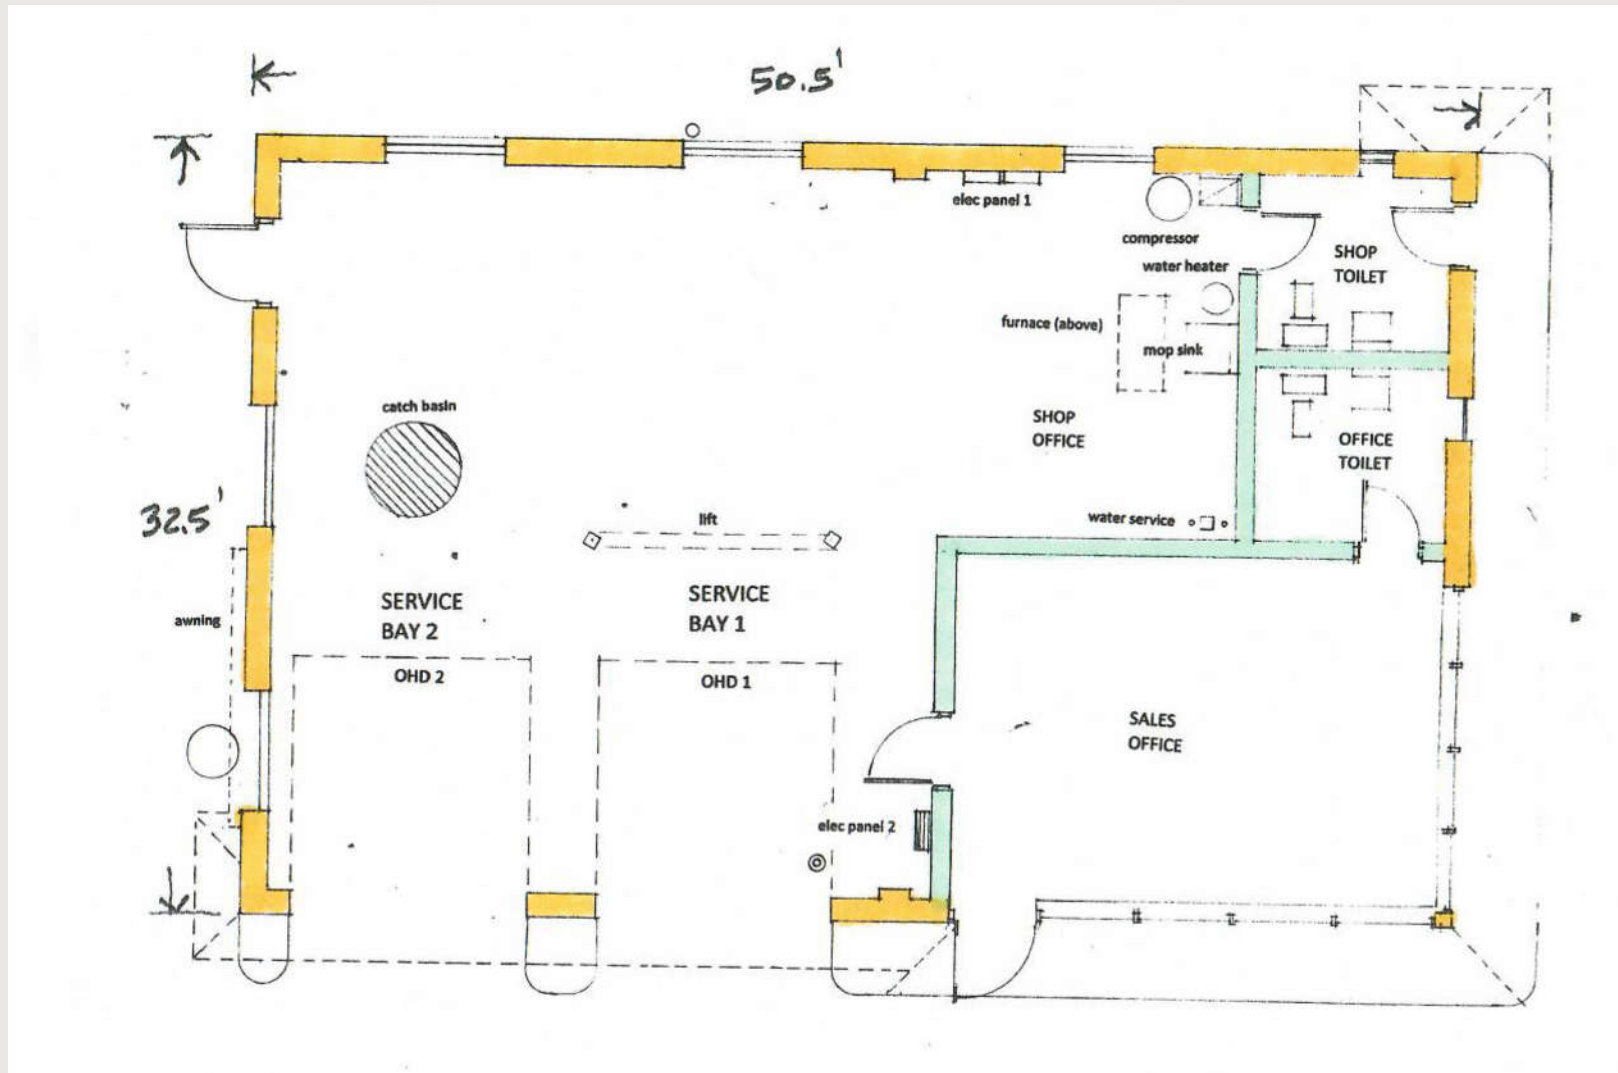 50.5'
elec panel 1
compressor
SHOP
TOILET
water heater
furnace (above)
mop sink
catch basin
SHOP
OFFICE
OFFICE
TOILET
32.5'
lift
water service
SERVICE
BAY 2
SERVICE
BAY 1
awning
OHD 2
OHD 1
SALES
OFFICE
elec panel 2